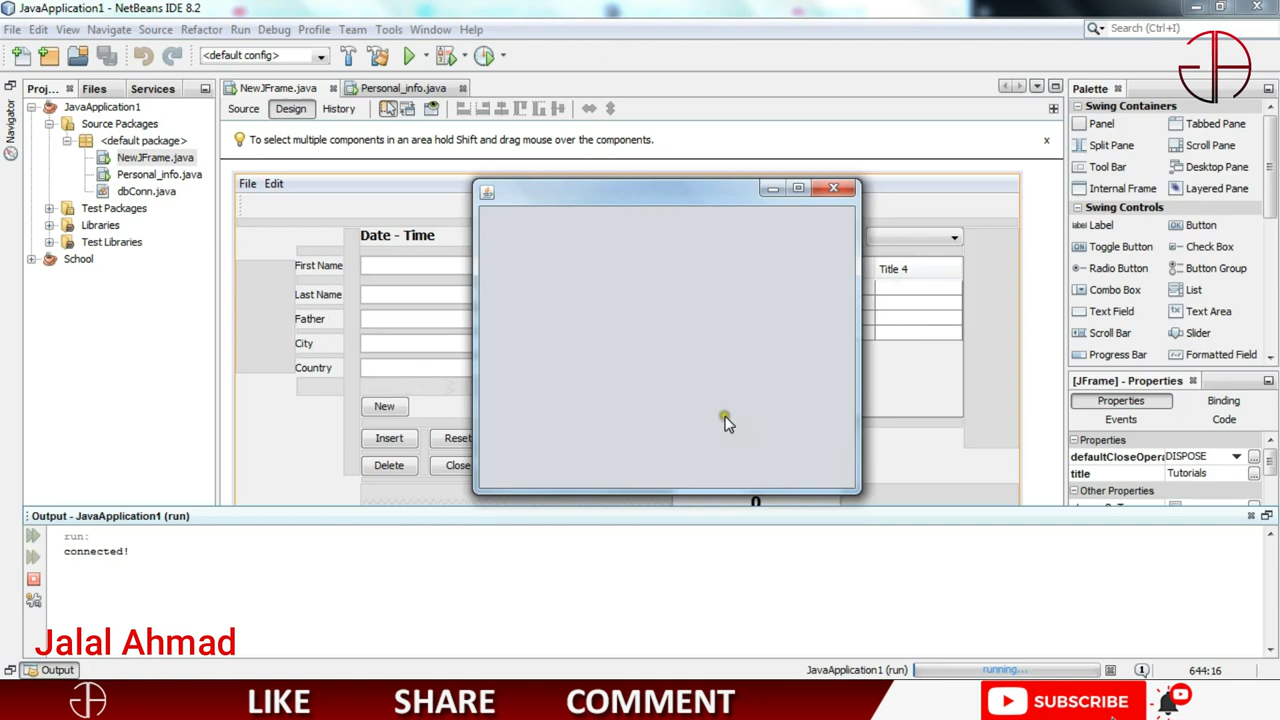 JavaApplication1 - NetBeans IDE 8.2
File Edit View Navigate Source Refactor Run Debug Profile Team Tools Window Help
Search (Ctrl+I)
<default config>
Proj... Files Services
NewJFrame.java Personal_info.java
Palette
Navigator
JavaApplication1
Source Packages
<default package>
NewJFrame.java
Personal_info.java
dbConn.java
Test Packages
Libraries
Test Libraries
School
Source Design History
To select multiple components in an area hold Shift and drag mouse over the components.
File Edit
Date - Time
First Name
Last Name
Father
City
Country
New
Insert Reset
Delete Close
Title 4
0
Swing Containers
Panel Tabbed Pane
Split Pane Scroll Pane
Tool Bar Desktop Pane
Internal Frame Layered Pane
Swing Controls
Label Button
Toggle Button Check Box
Radio Button Button Group
Combo Box List
Text Field Text Area
Scroll Bar Slider
Progress Bar Formatted Field
[JFrame] - Properties
Properties Binding
Events Code
Properties
defaultCloseOpera DISPOSE
title Tutorials
Other Properties
Output - JavaApplication1 (run)
run:
connected!
Jalal Ahmad
Output
JavaApplication1 (run) running... 1 644:16
LIKE SHARE COMMENT SUBSCRIBE